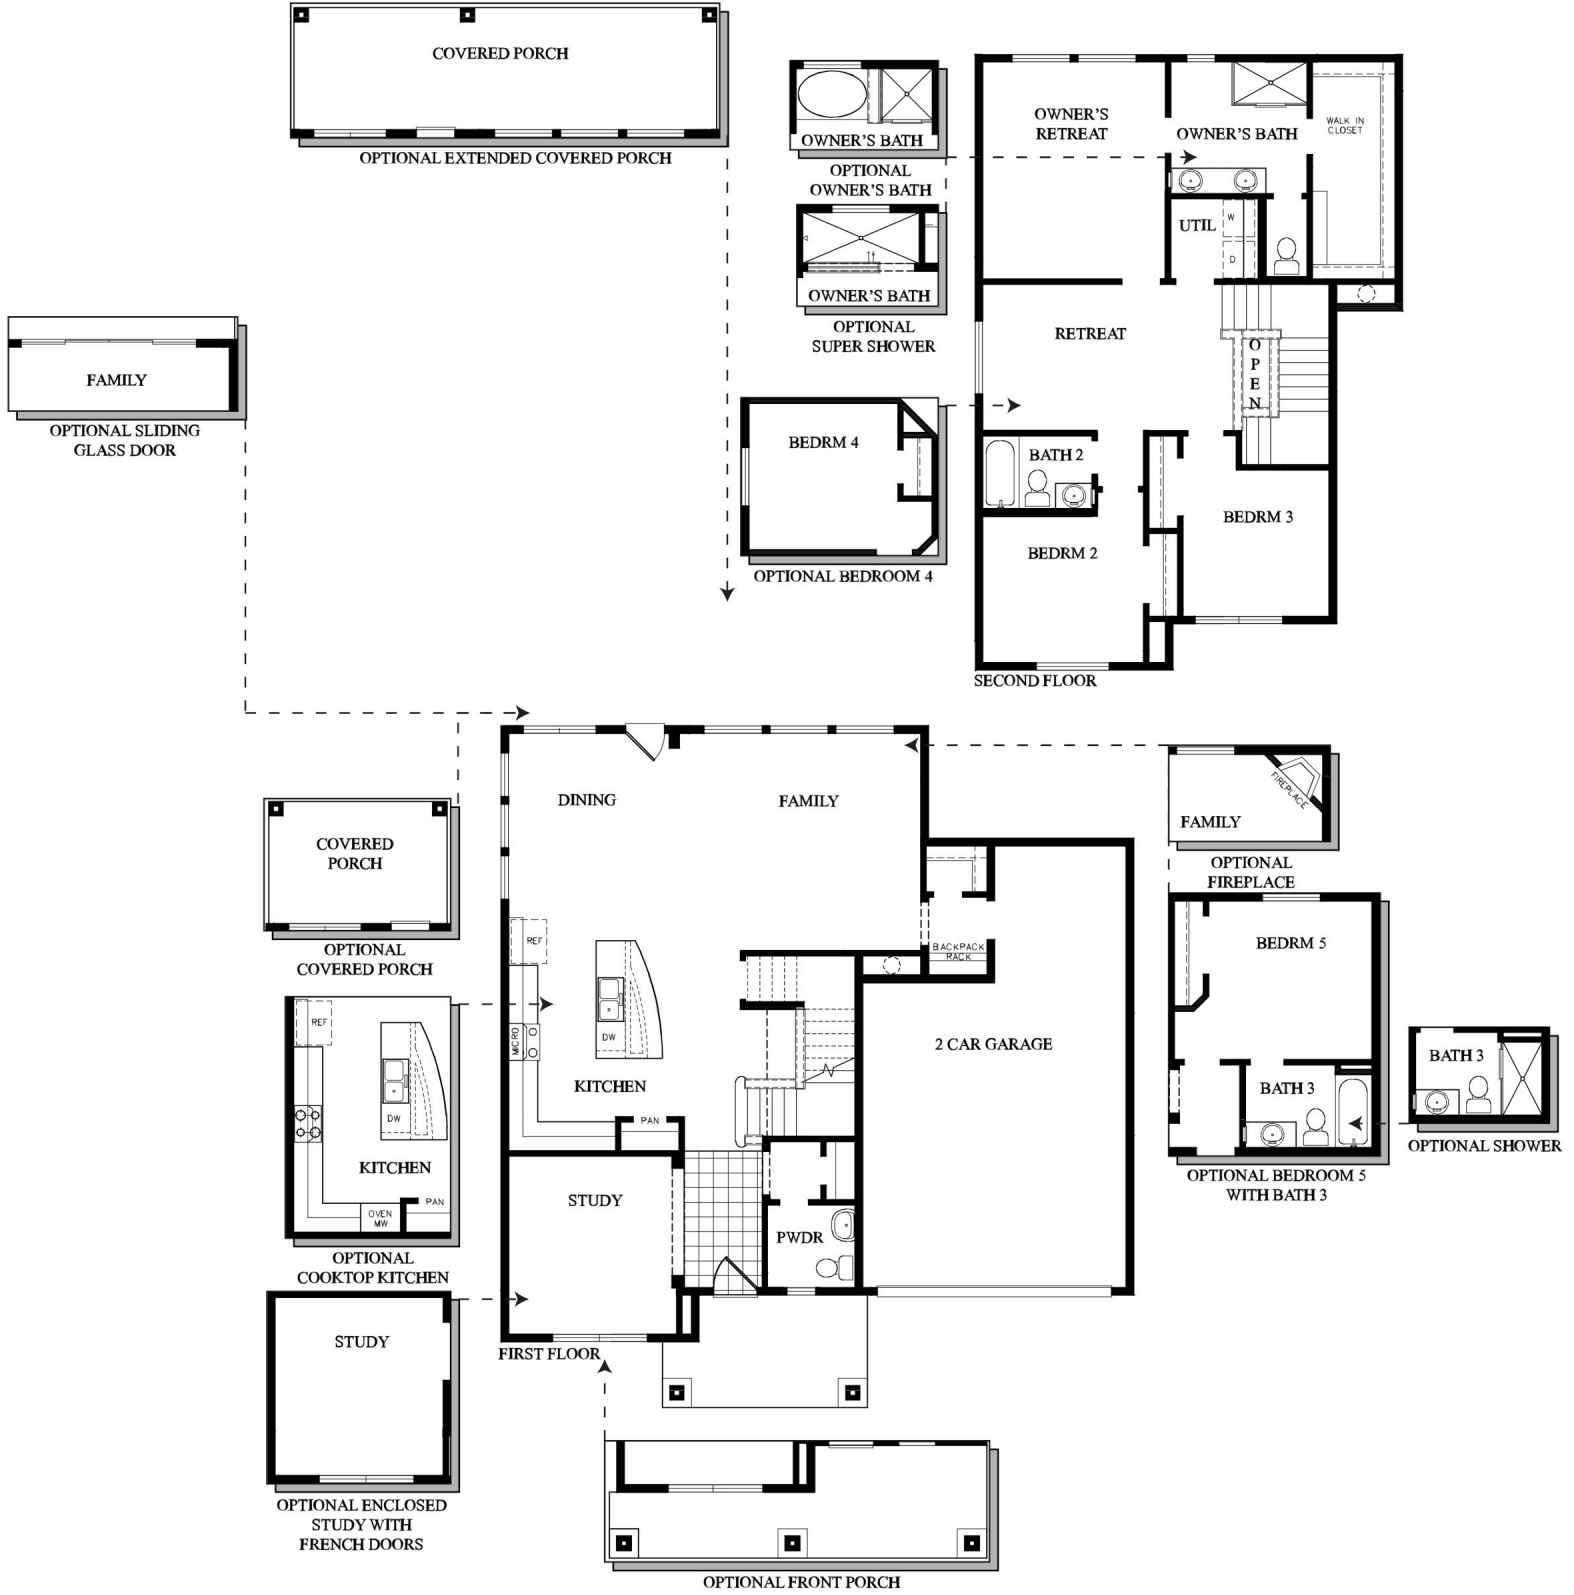 COVERED PORCH
OPTIONAL EXTENDED COVERED PORCH
OWNER'S BATH
OPTIONAL
OWNER'S BATH
OWNER'S BATH
OPTIONAL
SUPER SHOWER
OWNER'S
RETREAT
OWNER'S BATH
WALK IN
CLOSET
UTIL
W
D
RETREAT
OPEN
BATH 2
BEDRM 3
BEDRM 2
SECOND FLOOR
BEDRM 4
OPTIONAL BEDROOM 4
FAMILY
OPTIONAL SLIDING
GLASS DOOR
DINING
FAMILY
REF
BACKPACK
RACK
MICRO
DW
2 CAR GARAGE
KITCHEN
PAN
STUDY
PWDR
FIRST FLOOR
COVERED
PORCH
OPTIONAL
COVERED PORCH
REF
DW
KITCHEN
PAN
OVEN
MW
OPTIONAL
COOKTOP KITCHEN
STUDY
OPTIONAL ENCLOSED
STUDY WITH
FRENCH DOORS
FIREPLACE
FAMILY
OPTIONAL
FIREPLACE
BEDRM 5
BATH 3
OPTIONAL BEDROOM 5
WITH BATH 3
BATH 3
OPTIONAL SHOWER
OPTIONAL FRONT PORCH